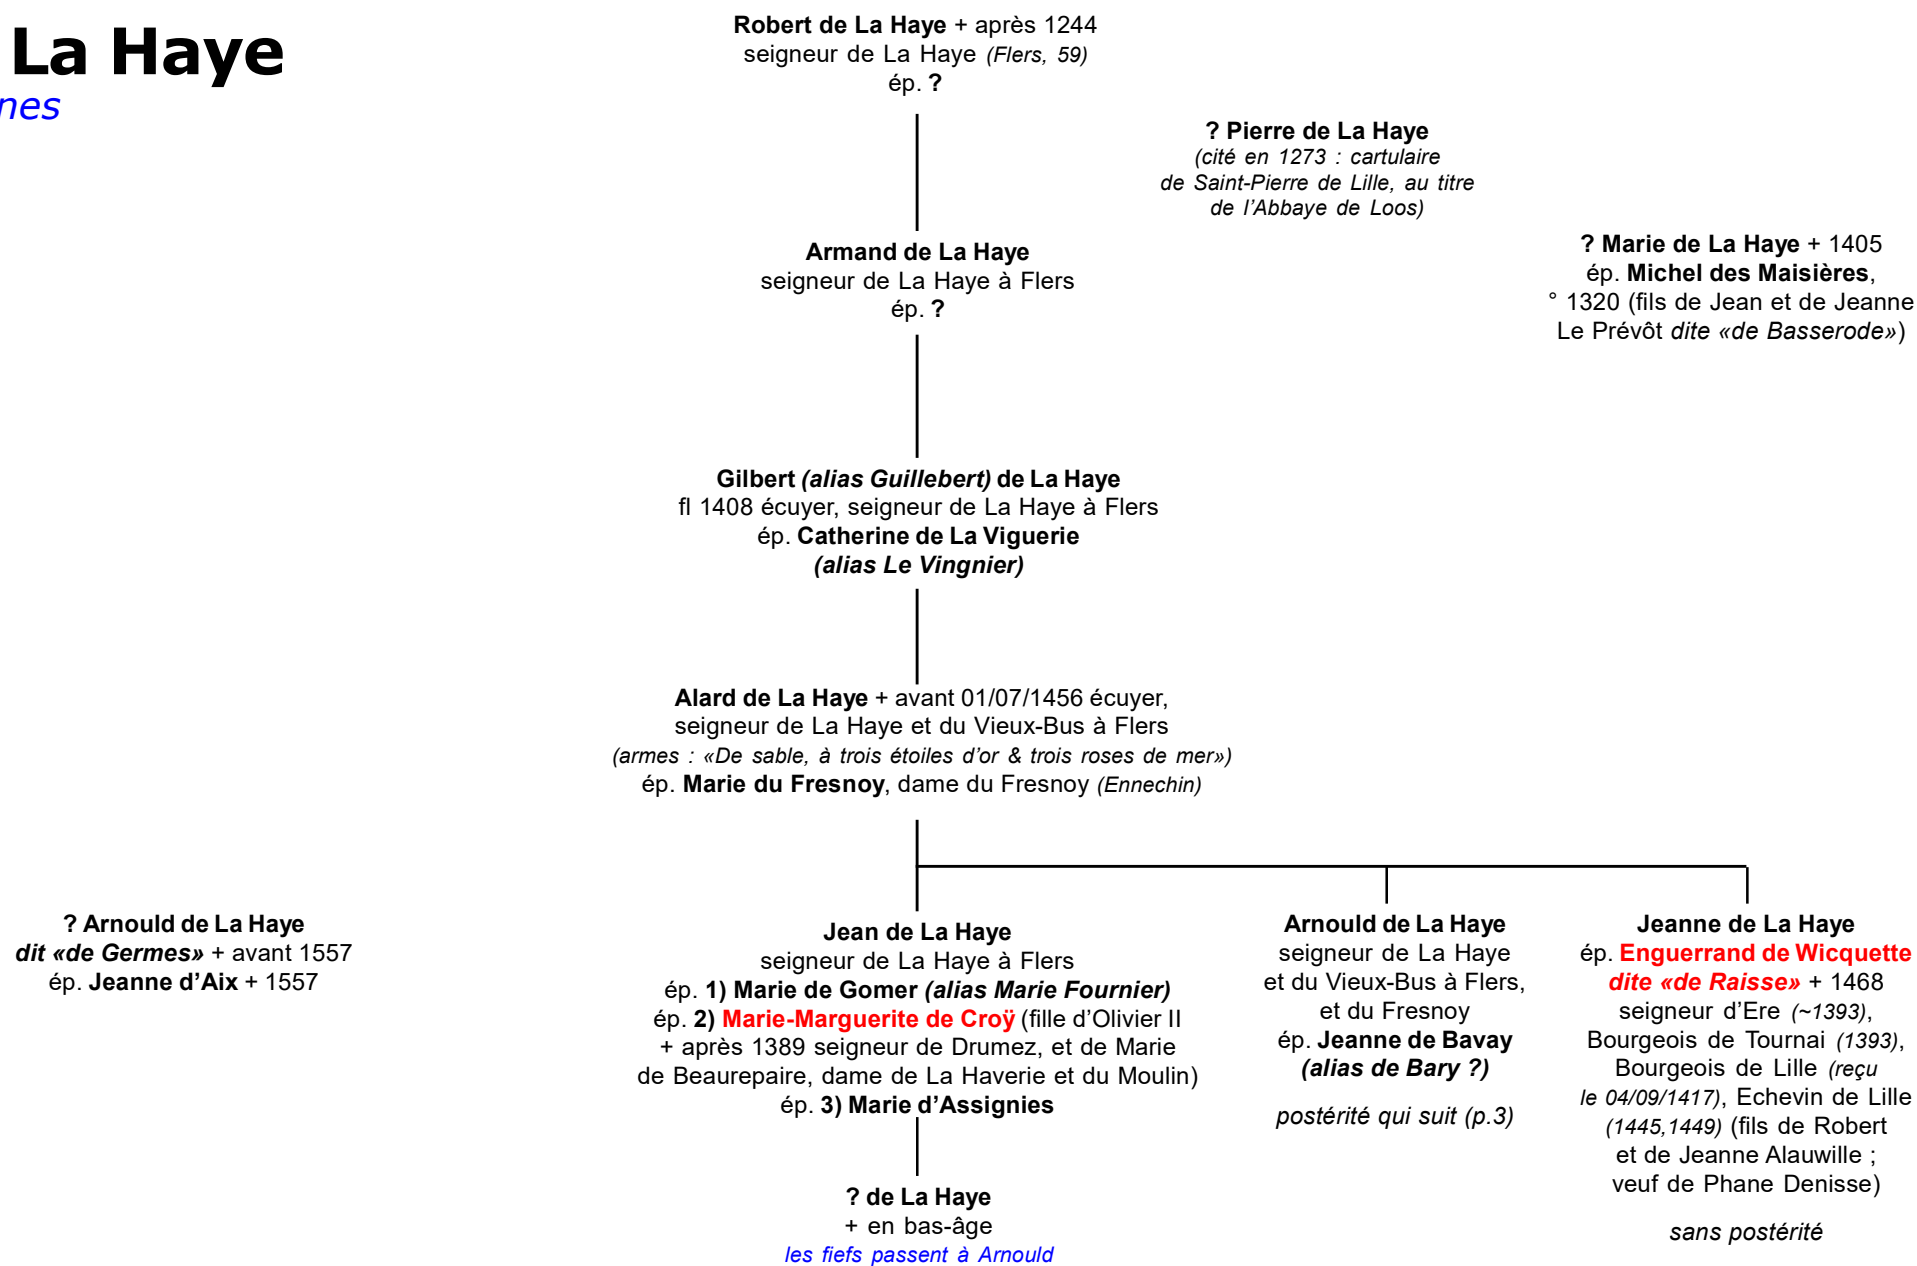 La Haye
nes
Robert de La Haye + après 1244
seigneur de La Haye (Flers, 59)
ép. ?
? Pierre de La Haye
(cité en 1273 : cartulaire
de Saint-Pierre de Lille, au titre
de l’Abbaye de Loos)
Armand de La Haye
seigneur de La Haye à Flers
ép. ?
? Marie de La Haye + 1405
ép. Michel des Maisières,
° 1320 (fils de Jean et de Jeanne
Le Prévôt dite «de Basserode»)
Gilbert (alias Guillebert) de La Haye
fl 1408 écuyer, seigneur de La Haye à Flers
ép. Catherine de La Viguerie
(alias Le Vingnier)
Alard de La Haye + avant 01/07/1456 écuyer,
seigneur de La Haye et du Vieux-Bus à Flers
(armes : «De sable, à trois étoiles d’or & trois roses de mer»)
ép. Marie du Fresnoy, dame du Fresnoy (Ennechin)
? Arnould de La Haye
dit «de Germes» + avant 1557
ép. Jeanne d’Aix + 1557
Jean de La Haye
seigneur de La Haye à Flers
ép. 1) Marie de Gomer (alias Marie Fournier)
ép. 2) Marie-Marguerite de Croÿ (fille d’Olivier II
+ après 1389 seigneur de Drumez, et de Marie
de Beaurepaire, dame de La Haverie et du Moulin)
ép. 3) Marie d’Assignies
Arnould de La Haye
seigneur de La Haye
et du Vieux-Bus à Flers,
et du Fresnoy
ép. Jeanne de Bavay
(alias de Bary ?)
postérité qui suit (p.3)
Jeanne de La Haye
ép. Enguerrand de Wicquette
dite «de Raisse» + 1468
seigneur d’Ere (~1393),
Bourgeois de Tournai (1393),
Bourgeois de Lille (reçu
le 04/09/1417), Echevin de Lille
(1445,1449) (fils de Robert
et de Jeanne Alauwille ;
veuf de Phane Denisse)
sans postérité
? de La Haye
+ en bas-âge
les fiefs passent à Arnould